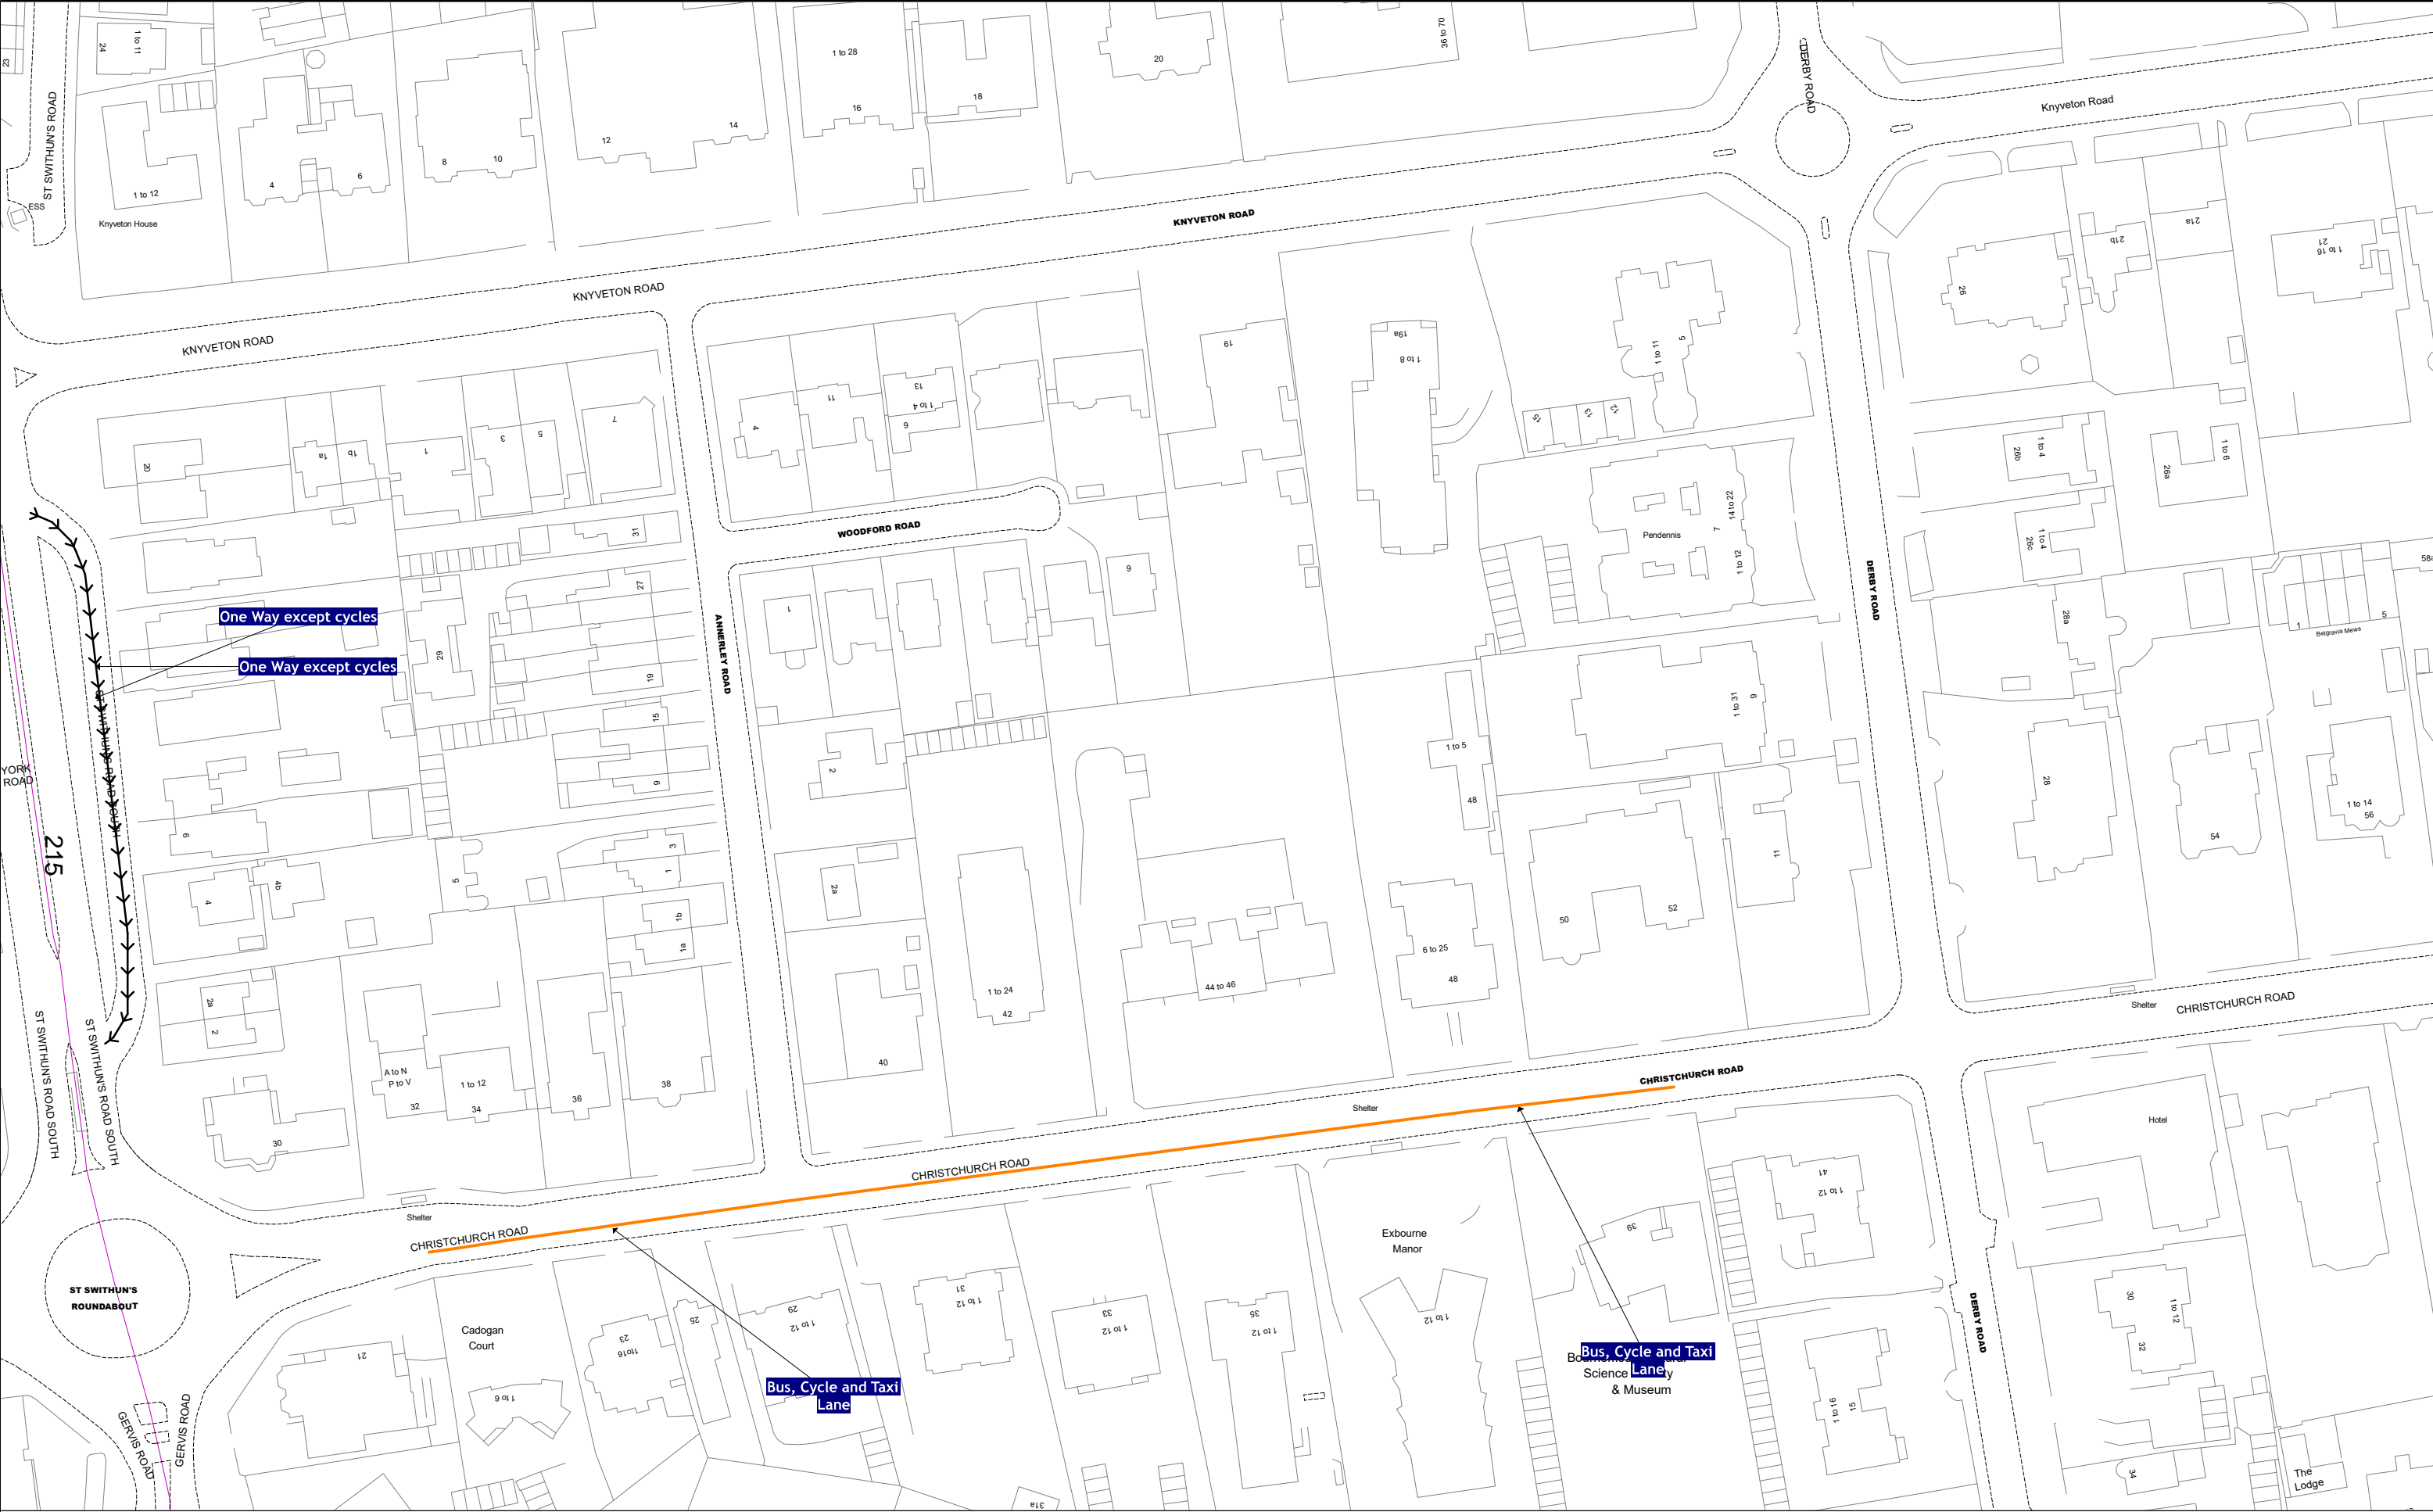 23
24
1 to 11
ST SWITHUN'S ROAD
ESS
1 to 12
Knyveton House
4
6
8
10
12
14
1 to 28
16
18
20
36 to 70
DERBY ROAD
Knyveton Road
KNYVETON ROAD
KNYVETON ROAD
KNYVETON ROAD
20
1a
1b
1
3
5
7
4
11
13
1 to 4
9
19
19a
1 to 8
1 to 11
5
15
13
12
26
21b
21a
21
1 to 16
26b
1 to 4
26a
1 to 6
26c
1 to 4
WOODFORD ROAD
31
27
29
19
15
9
ANNERLEY ROAD
1
9
Pendennis
14 to 22
7
1 to 12
DERBY ROAD
28a
1
5
Belgravia Mews
One Way except cycles
One Way except cycles
ST SWITHUN'S ROAD SOUTH
YORK
ROAD
215
2
1 to 5
48
1 to 31
9
28
54
1 to 14
56
11
50
52
9
4
4b
5
3
1
1b
1a
2a
2a
2
1 to 24
42
44 to 46
6 to 25
48
40
ST SWITHUN'S ROAD SOUTH
ST SWITHUN'S ROAD SOUTH
A to N
P to V
32
1 to 12
34
36
38
30
Shelter
CHRISTCHURCH ROAD
CHRISTCHURCH ROAD
Shelter
CHRISTCHURCH ROAD
Shelter
CHRISTCHURCH ROAD
Hotel
ST SWITHUN'S
ROUNDABOUT
GERVIS ROAD
GERVIS ROAD
21
Cadogan
Court
1 to 6
23
1to16
25
29
1 to 12
31
1 to 12
33
1 to 12
35
1 to 12
Exbourne
Manor
1 to 12
39
41
1 to 12
Bus, Cycle and Taxi
Lane
Bus, Cycle and Taxi
Lane
Science
& Museum
15
1 to 16
DERBY ROAD
30
1 to 12
32
34
The
Lodge
31a